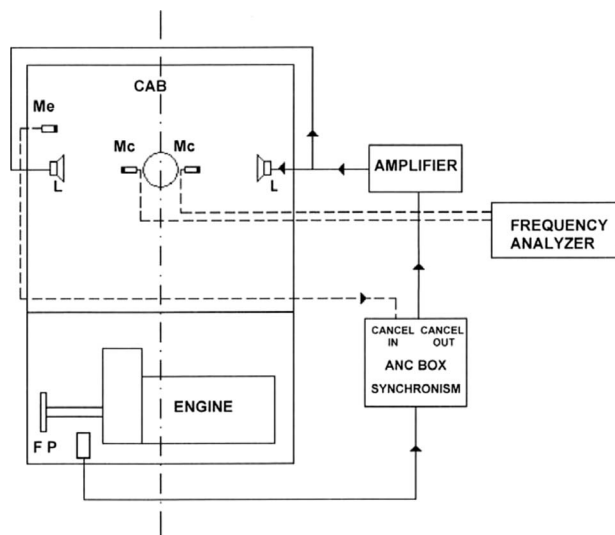 CAB
Me
Mc Mc
L
L
AMPLIFIER
FREQUENCY
ANALYZER
CANCEL CANCEL
IN OUT
ANC BOX
SYNCHRONISM
ENGINE
F P